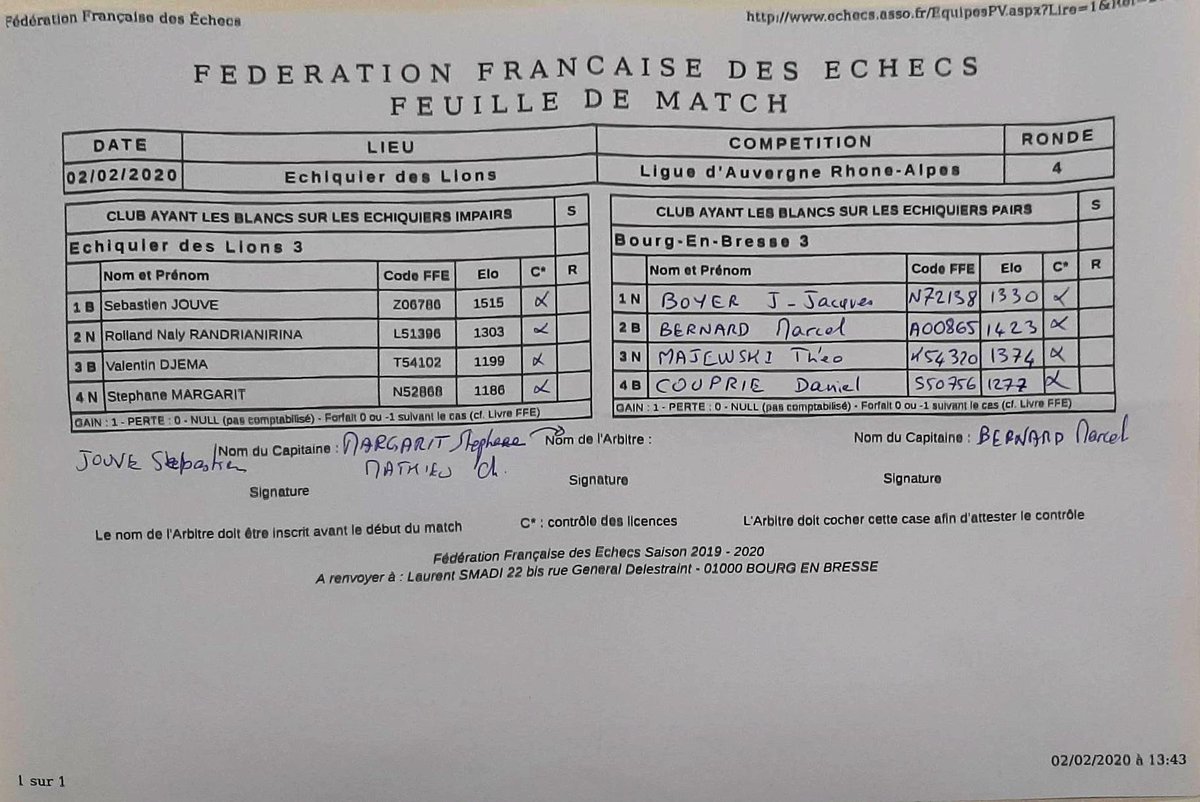 Fédération Française des Échecs
http://www.echecs.asso.fr/EquipesPV.aspx?Lire=1&Ref=
FEDERATION FRANCAISE DES ECHECS
FEUILLE DE MATCH
DATE LIEU COMPETITION RONDE
02/02/2020 Echiquier des Lions Ligue d'Auvergne Rhone-Alpes 4
CLUB AYANT LES BLANCS SUR LES ECHIQUIERS IMPAIRS S
Echiquier des Lions 3
Nom et Prénom Code FFE Elo C* R
1 B Sebastien JOUVE Z06786 1515 α
2 N Rolland Naly RANDRIANIRINA L51396 1303 α
3 B Valentin DJEMA T54102 1199 α
4 N Stephane MARGARIT N52868 1186 α
GAIN : 1 - PERTE : 0 - NULL (pas comptabilisé) - Forfait 0 ou -1 suivant le cas (cf. Livre FFE)
CLUB AYANT LES BLANCS SUR LES ECHIQUIERS PAIRS S
Bourg-En-Bresse 3
Nom et Prénom Code FFE Elo C* R
1 N BOYER J-Jacques N72138 1330 α
2 B BERNARD Marcel A00865 1423 α
3 N MAJEWSKI Théo K54320 1374 α
4 B COUPRIE Daniel S50756 1277 α
GAIN : 1 - PERTE : 0 - NULL (pas comptabilisé) - Forfait 0 ou -1 suivant le cas (cf. Livre FFE)
Nom du Capitaine : MARGARIT Stephane Nom de l'Arbitre : Nom du Capitaine : BERNARD Marcel
JOUVE Sebastien MATHIEU Ch.
Signature Signature Signature
Le nom de l'Arbitre doit être inscrit avant le début du match C* : contrôle des licences L'Arbitre doit cocher cette case afin d'attester le contrôle
Fédération Française des Echecs Saison 2019 - 2020
A renvoyer à : Laurent SMADI 22 bis rue General Delestraint - 01000 BOURG EN BRESSE
02/02/2020 à 13:43
1 sur 1